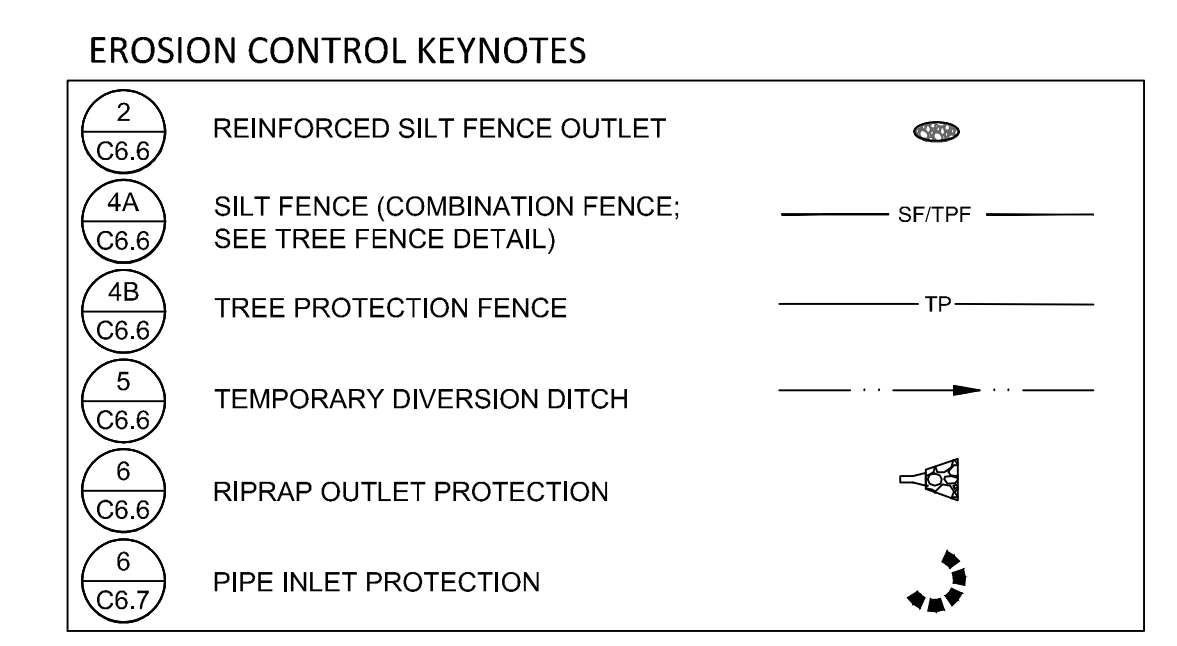 EROSION CONTROL KEYNOTES
2
C6.6
REINFORCED SILT FENCE OUTLET
4A
C6.6
SILT FENCE (COMBINATION FENCE;
SEE TREE FENCE DETAIL)
SF/TPF
4B
C6.6
TREE PROTECTION FENCE
TP
5
C6.6
TEMPORARY DIVERSION DITCH
6
C6.6
RIPRAP OUTLET PROTECTION
6
C6.7
PIPE INLET PROTECTION